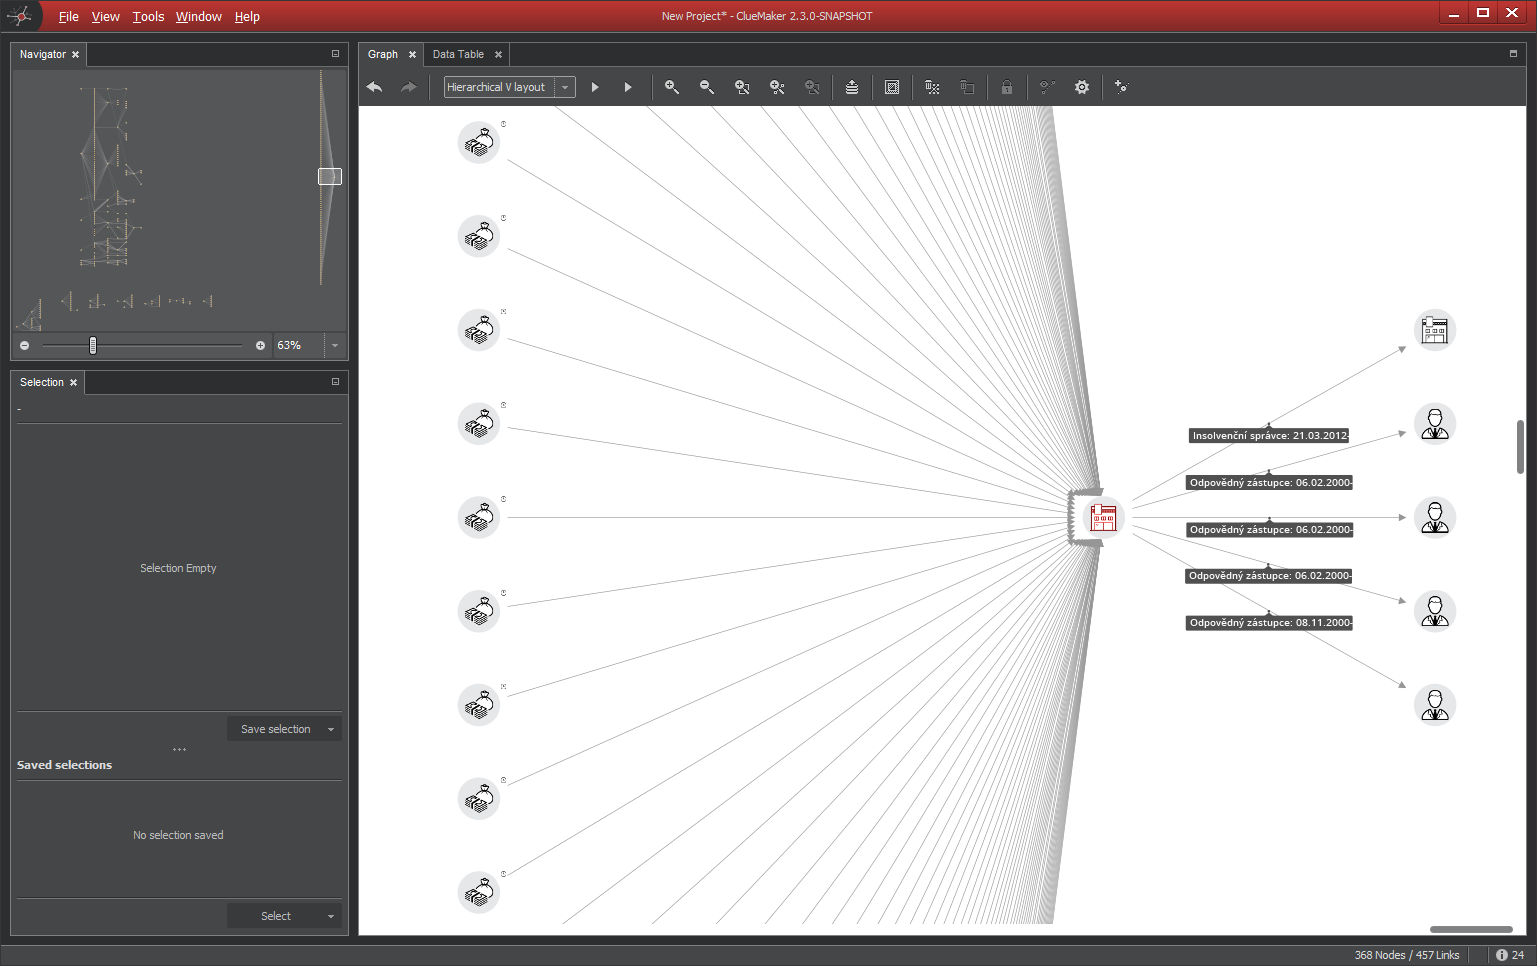 File View Tools Window Help
New Project* - ClueMaker 2.3.0-SNAPSHOT
Navigator
Graph
Data Table
Hierarchical V layout
63%
Selection
-
Selection Empty
Save selection
Saved selections
No selection saved
Select
Insolvenční správce: 21.03.2012-
Odpovědný zástupce: 06.02.2000-
Odpovědný zástupce: 06.02.2000-
Odpovědný zástupce: 06.02.2000-
Odpovědný zástupce: 08.11.2000-
368 Nodes / 457 Links
24